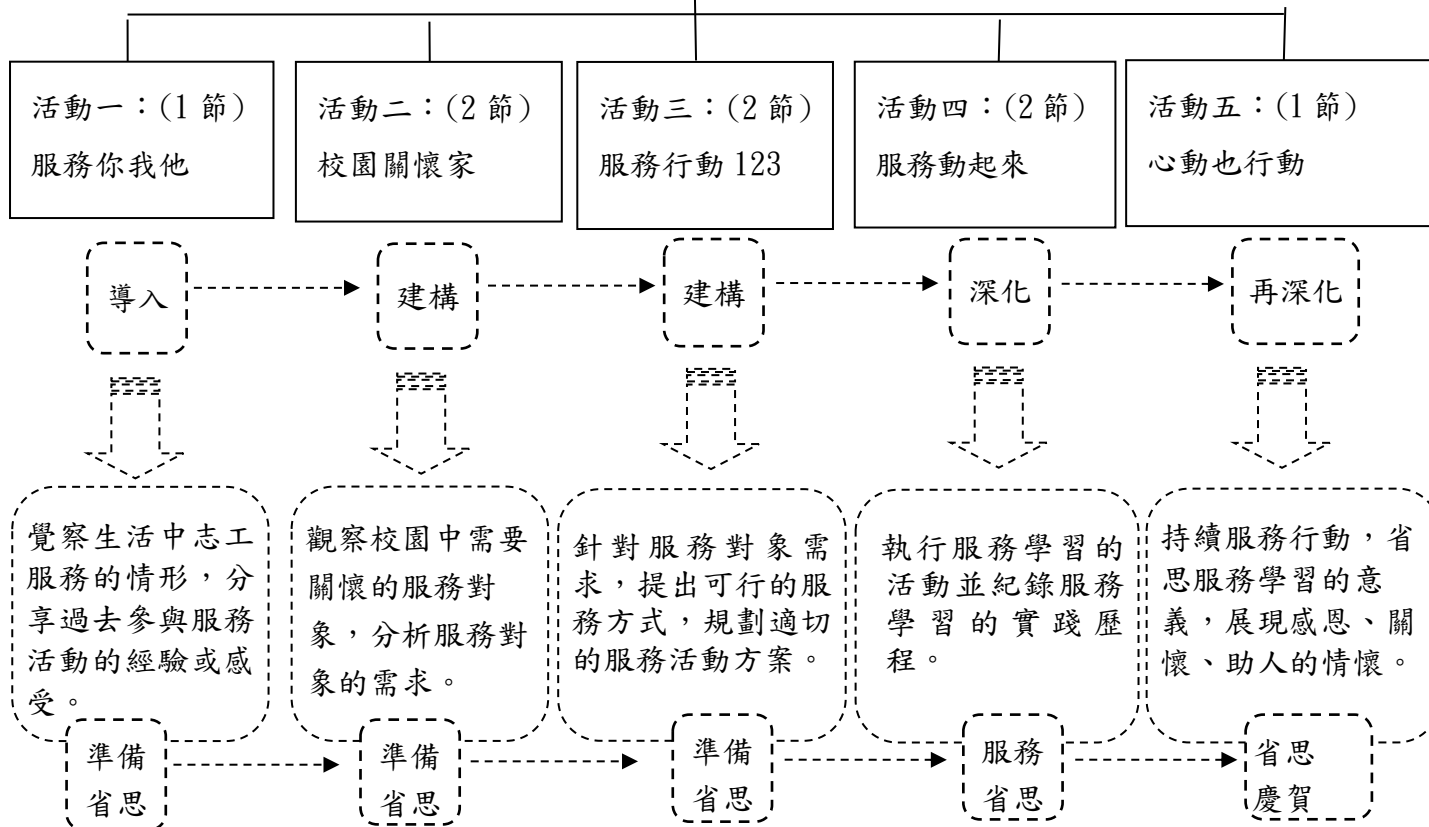 活動一：(1 節)
服務你我他
活動二：(2 節)
校園關懷家
活動三：(2 節)
服務行動 123
活動四：(2 節)
服務動起來
活動五：(1 節)
心動也行動
導入
建構
建構
深化
再深化
覺察生活中志工
服務的情形，分
享過去參與服務
活動的經驗或感
受。
觀察校園中需要
關懷的服務對
象，分析服務對
象的需求。
針對服務對象需
求，提出可行的服
務方式，規劃適切
的服務活動方案。
執行服務學習的
活動並紀錄服務
學習的實踐歷
程。
持續服務行動，省
思服務學習的意
義，展現感恩、關
懷、助人的情懷。
準備
省思
準備
省思
準備
省思
服務
省思
省思
慶賀